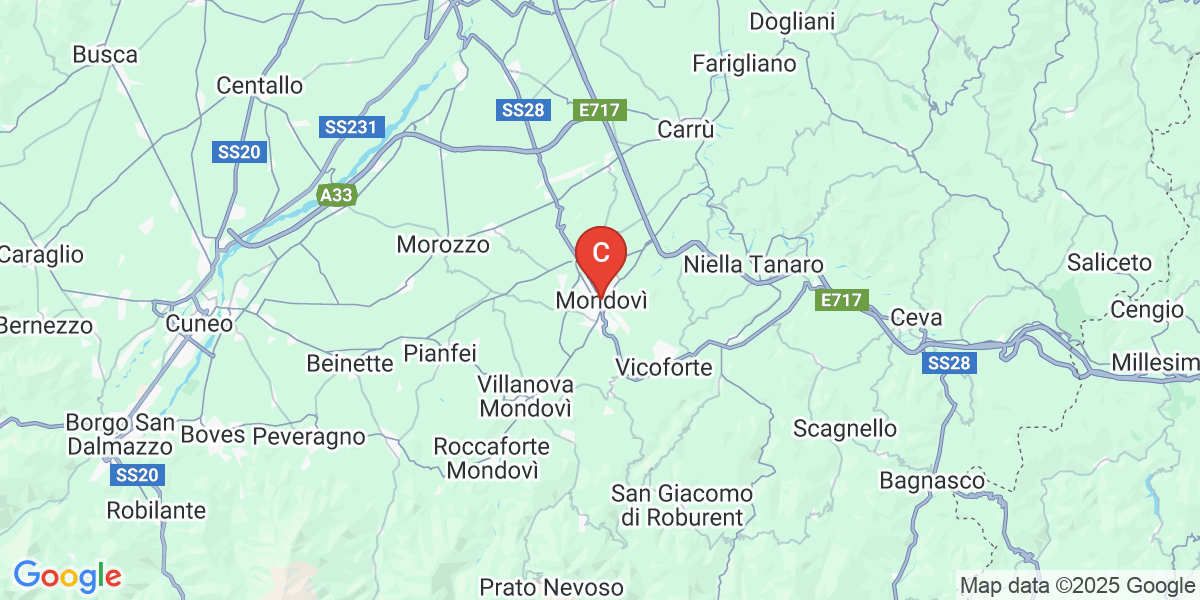 Dogliani
Busca
Farigliano
Centallo
SS28
E717
SS231
Carrù
SS20
A33
Morozzo
C
Caraglio
Niella Tanaro
Saliceto
Mondovì
E717
Cengio
Bernezzo
Cuneo
Ceva
Beinette
Pianfei
Vicoforte
SS28
Millesim
Villanova
Mondovì
Borgo San
Dalmazzo
Boves
Peveragno
Scagnello
Roccaforte
Mondovì
SS20
Bagnasco
San Giacomo
di Roburent
Robilante
Google
Prato Nevoso
Map data ©2025 Google